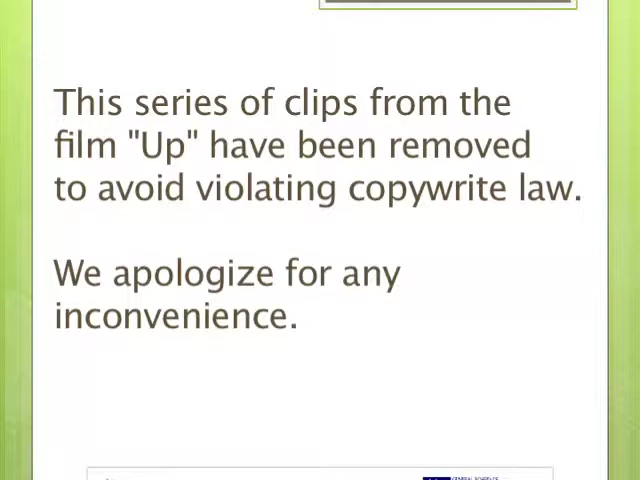 This series of clips from the
film "Up" have been removed
to avoid violating copywrite law.
We apologize for any
inconvenience.